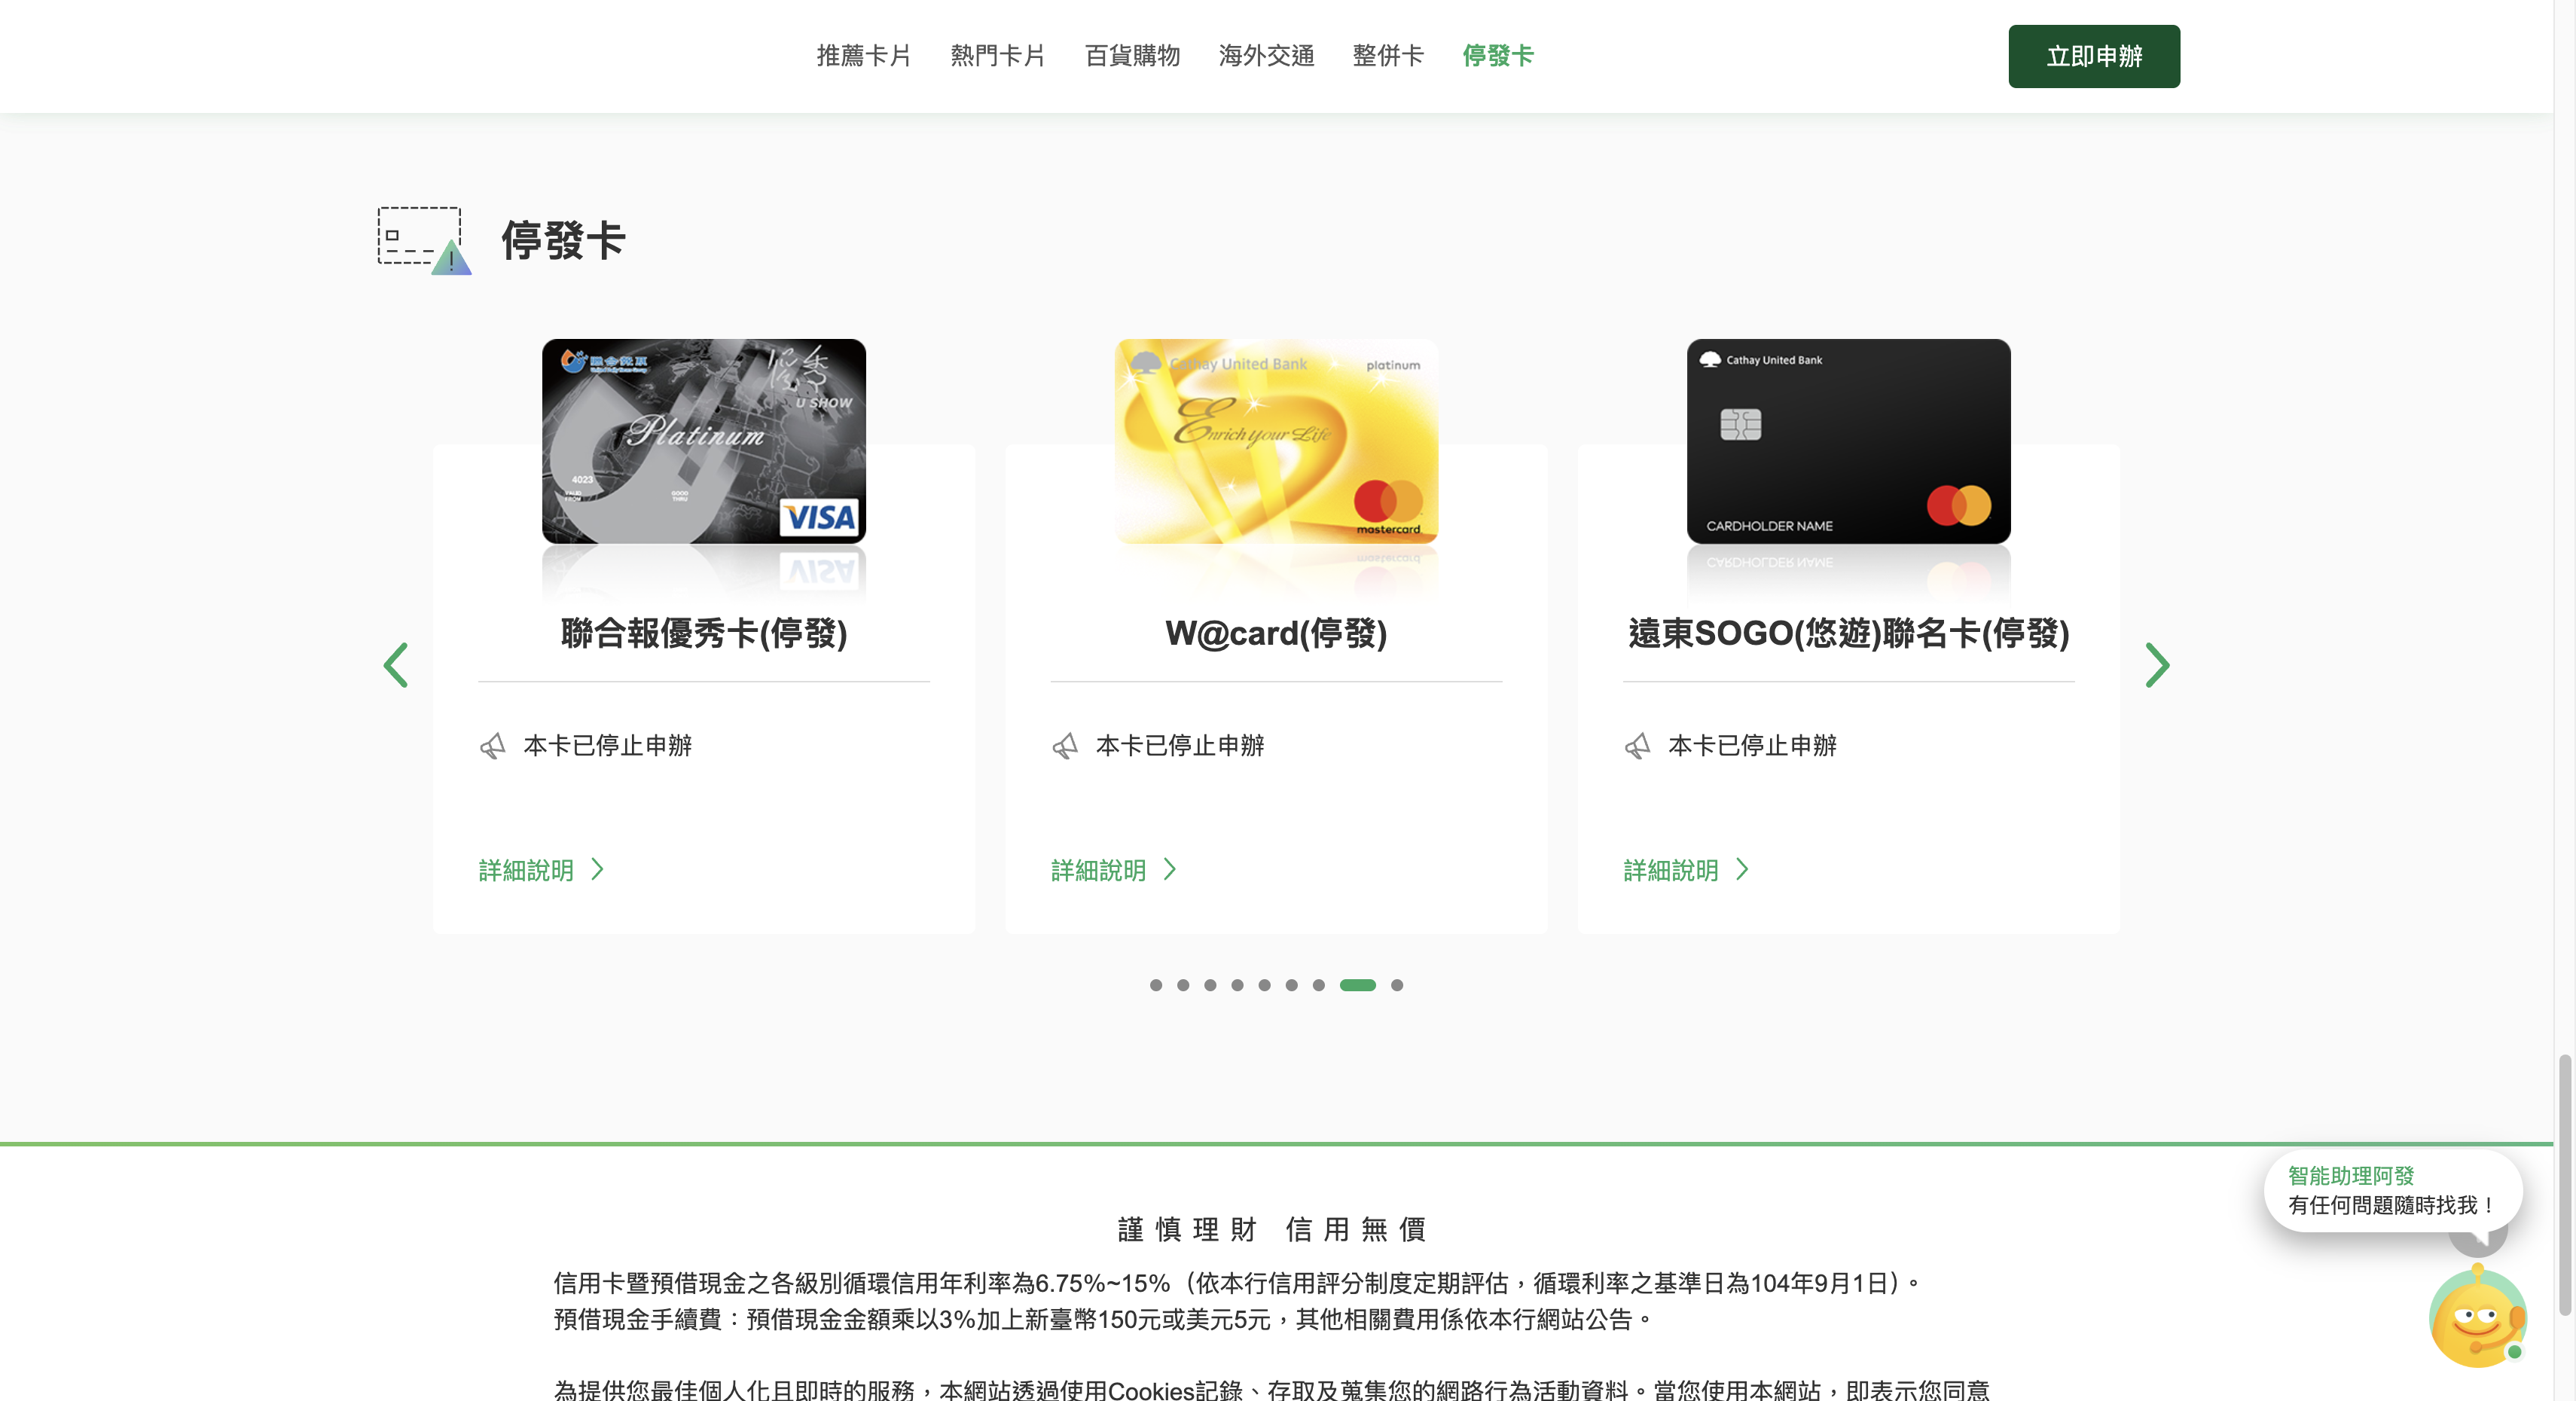 推薦卡片
熱門卡片
百貨購物
海外交通
整併卡
停發卡
立即申辦
停發卡
聯合報系
優秀
U SHOW
Platinum
4023
VALID FROM
GOOD THRU
VISA
Cathay United Bank
platinum
Enrich your Life
mastercard
Cathay United Bank
CARDHOLDER NAME
聯合報優秀卡(停發)
W@card(停發)
遠東SOGO(悠遊)聯名卡(停發)
本卡已停止申辦
本卡已停止申辦
本卡已停止申辦
詳細說明
詳細說明
詳細說明
智能助理阿發
有任何問題隨時找我！
謹慎理財 信用無價
信用卡暨預借現金之各級別循環信用年利率為6.75%~15%（依本行信用評分制度定期評估，循環利率之基準日為104年9月1日）。
預借現金手續費：預借現金金額乘以3%加上新臺幣150元或美元5元，其他相關費用係依本行網站公告。
為提供您最佳個人化且即時的服務，本網站透過使用Cookies記錄、存取及蒐集您的網路行為活動資料。當您使用本網站，即表示您同意